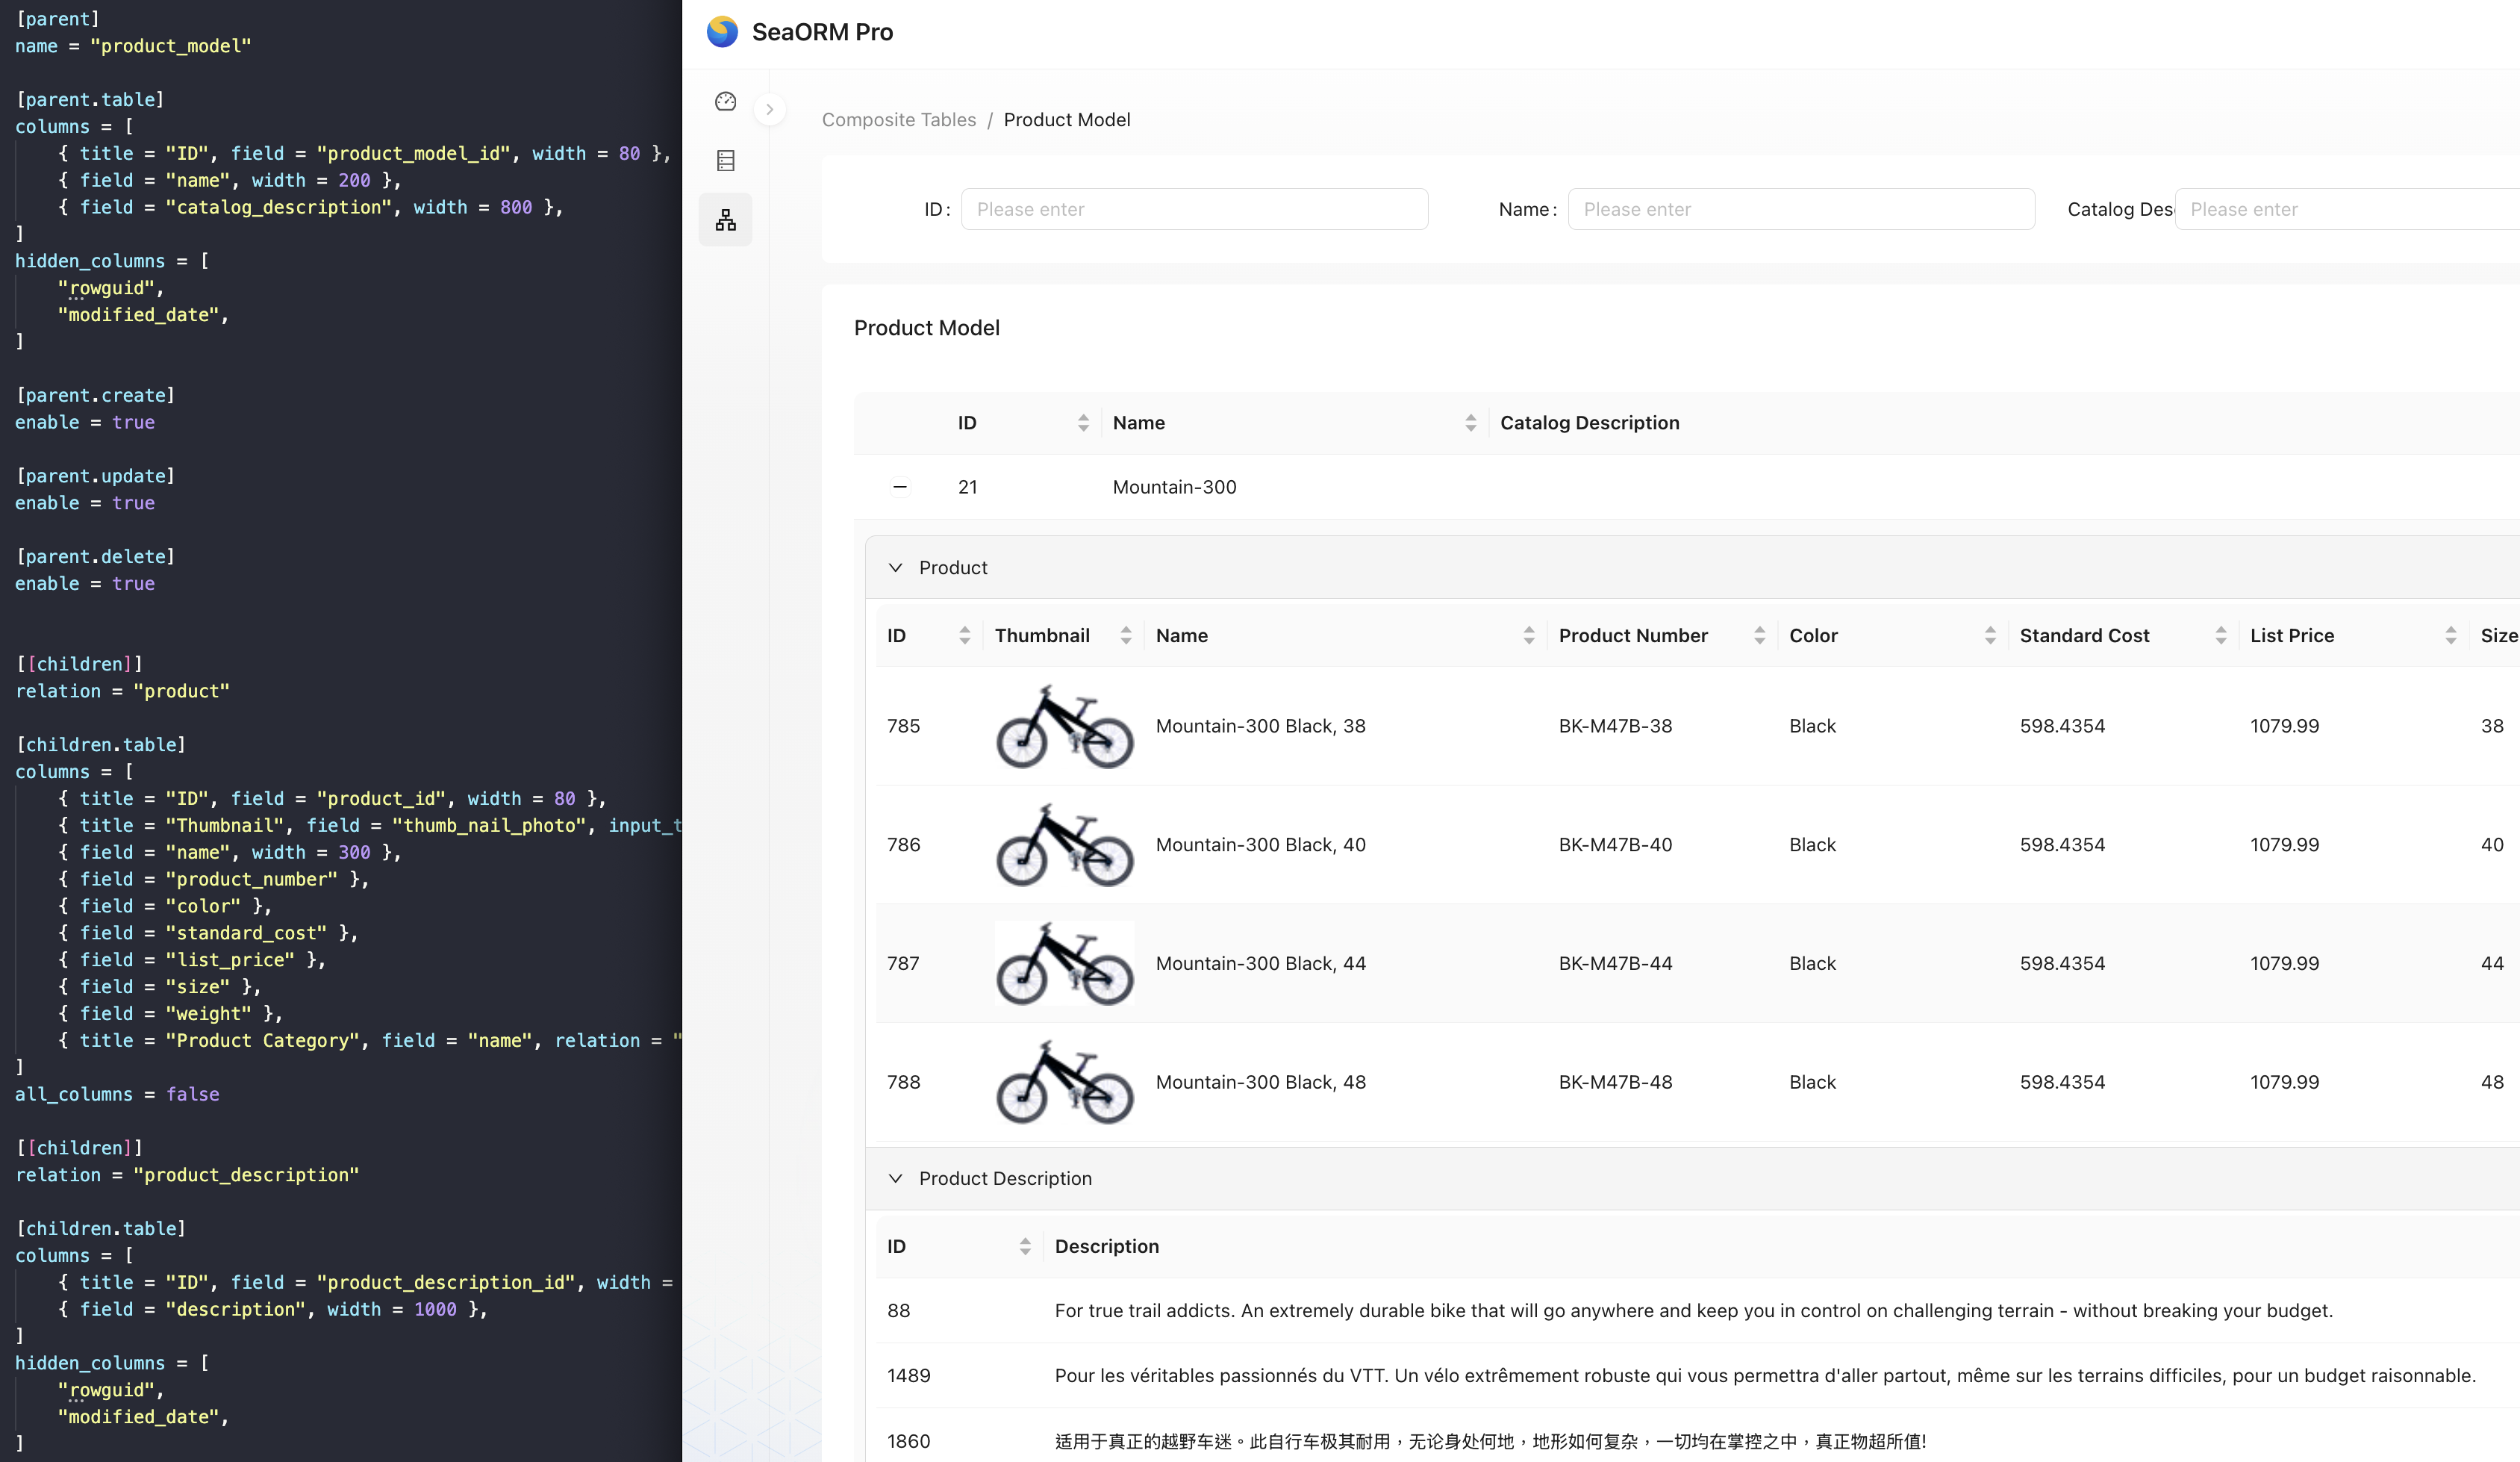 [parent]
name = "product_model"
[parent.table]
columns = [
{ title = "ID", field = "product_model_id", width = 80 },
{ field = "name", width = 200 },
{ field = "catalog_description", width = 800 },
]
hidden_columns = [
"rowguid",
"modified_date",
]
[parent.create]
enable = true
[parent.update]
enable = true
[parent.delete]
enable = true
[[children]]
relation = "product"
[children.table]
columns = [
{ title = "ID", field = "product_id", width = 80 },
{ title = "Thumbnail", field = "thumb_nail_photo", input_t
{ field = "name", width = 300 },
{ field = "product_number" },
{ field = "color" },
{ field = "standard_cost" },
{ field = "list_price" },
{ field = "size" },
{ field = "weight" },
{ title = "Product Category", field = "name", relation = "
]
all_columns = false
[[children]]
relation = "product_description"
[children.table]
columns = [
{ title = "ID", field = "product_description_id", width =
{ field = "description", width = 1000 },
]
hidden_columns = [
"rowguid",
"modified_date",
]
SeaORM Pro
Composite Tables / Product Model
ID: Please enter Name: Please enter Catalog Des Please enter
Product Model
ID Name Catalog Description
21 Mountain-300
Product
ID Thumbnail Name Product Number Color Standard Cost List Price Size
785 Mountain-300 Black, 38 BK-M47B-38 Black 598.4354 1079.99 38
786 Mountain-300 Black, 40 BK-M47B-40 Black 598.4354 1079.99 40
787 Mountain-300 Black, 44 BK-M47B-44 Black 598.4354 1079.99 44
788 Mountain-300 Black, 48 BK-M47B-48 Black 598.4354 1079.99 48
Product Description
ID Description
88 For true trail addicts. An extremely durable bike that will go anywhere and keep you in control on challenging terrain - without breaking your budget.
1489 Pour les véritables passionnés du VTT. Un vélo extrêmement robuste qui vous permettra d'aller partout, même sur les terrains difficiles, pour un budget raisonnable.
1860 适用于真正的越野车迷。此自行车极其耐用，无论身处何地，地形如何复杂，一切均在掌控之中，真正物超所值!